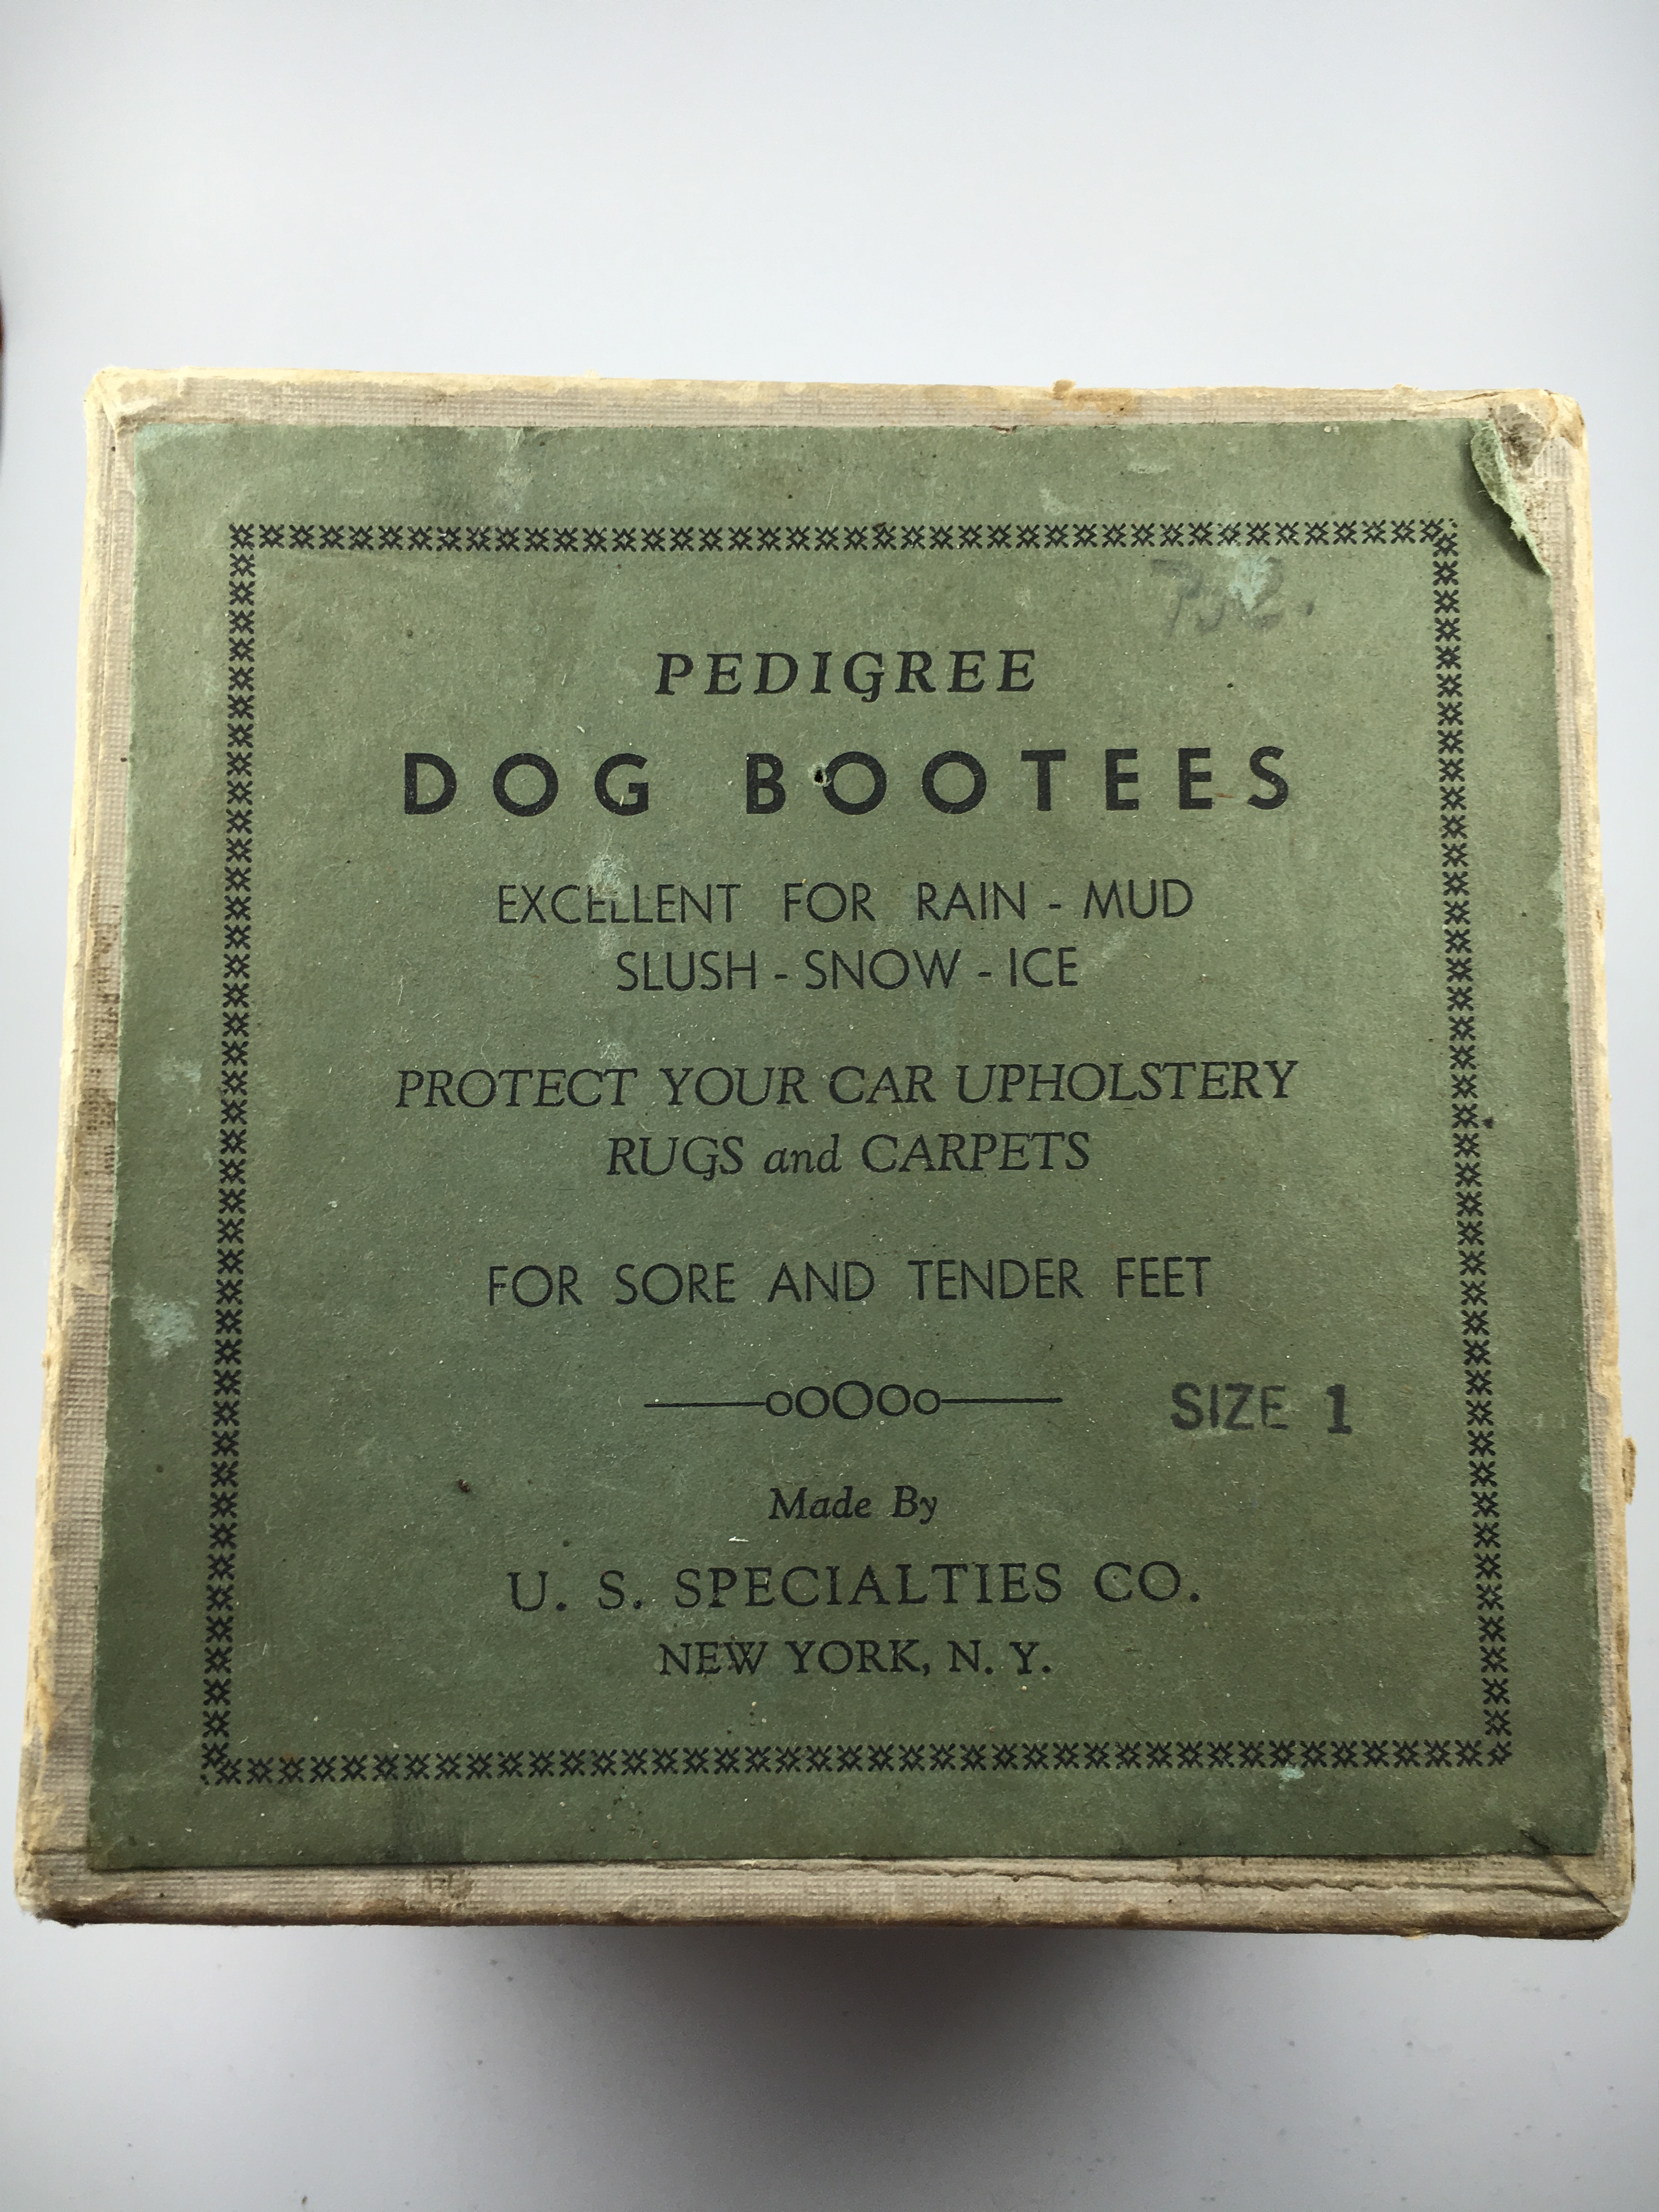 PEDIGREE
DOG BOOTEES
EXCELLENT FOR RAIN - MUD
SLUSH - SNOW - ICE
PROTECT YOUR CAR UPHOLSTERY
RUGS and CARPETS
FOR SORE AND TENDER FEET
ooOoo
SIZE 1
Made By
U. S. SPECIALTIES CO.
NEW YORK, N. Y.